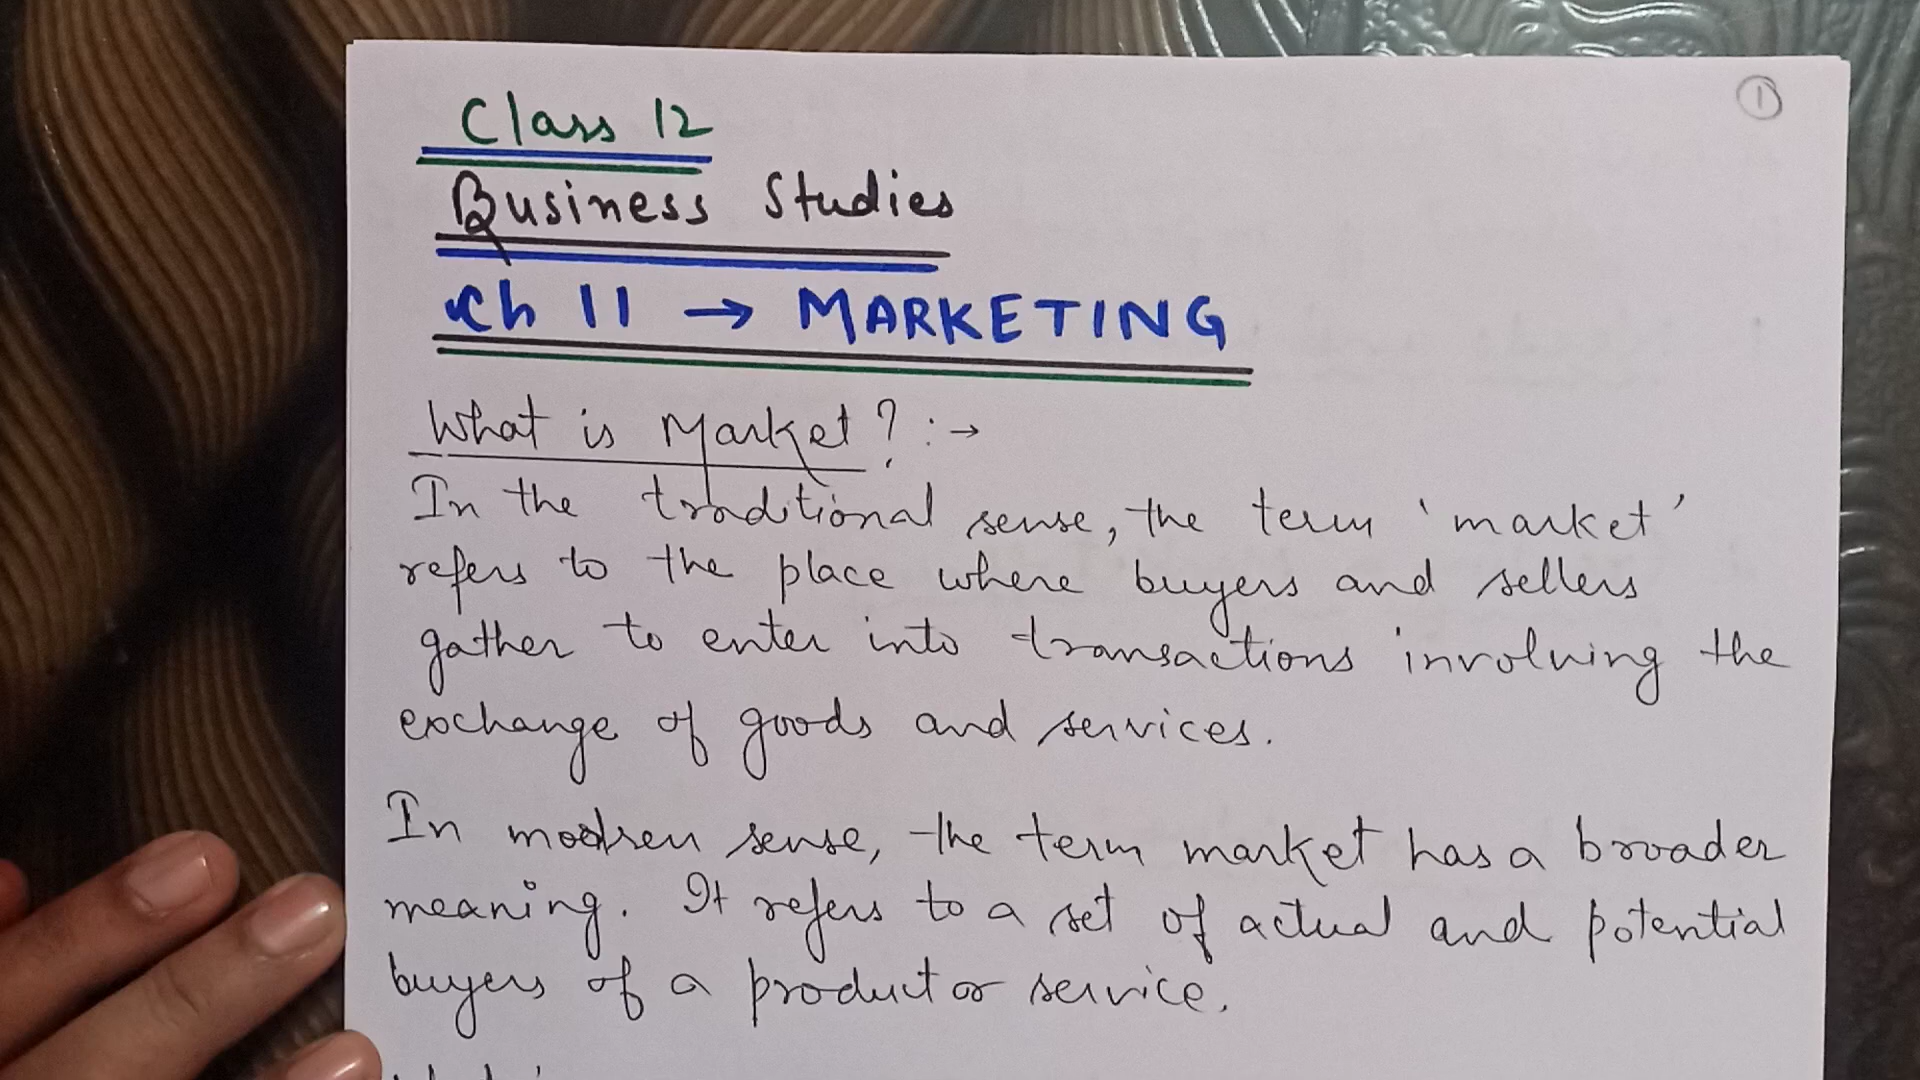 1
Class 12
Business Studies
Ch 11 → MARKETING
What is Market? :→
In the traditional sense, the term 'market'
refers to the place where buyers and sellers
gather to enter into transactions involving the
exchange of goods and services.
In modren sense, the term market has a broader
meaning. It refers to a set of actual and potential
buyers of a product or service.